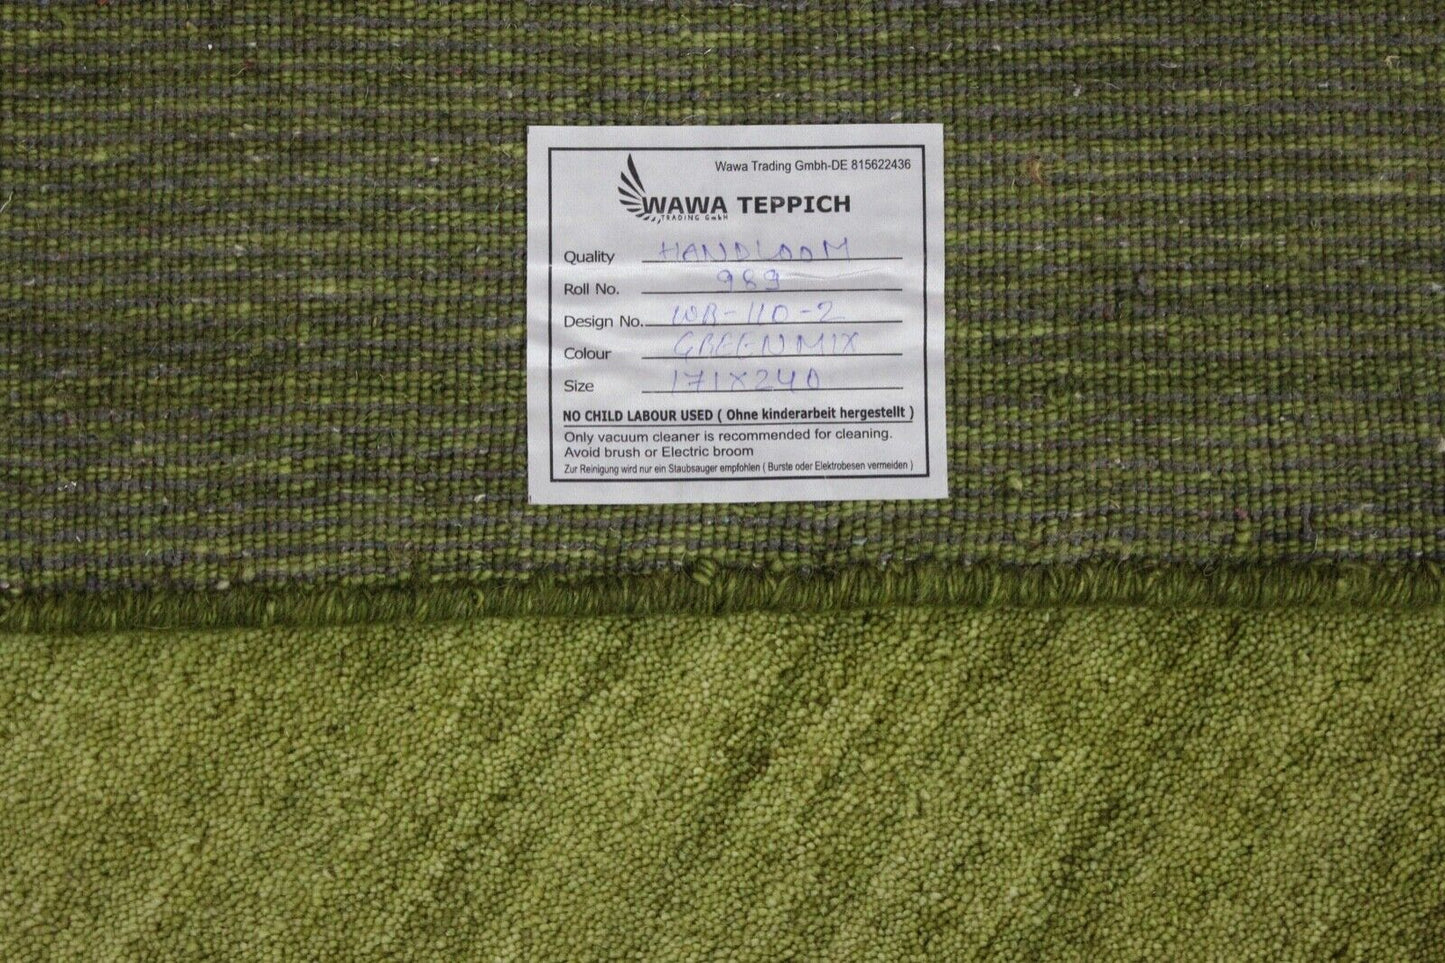 Wawa Trading Gmbh-DE 815622436
WAWA TEPPICH
TRADING GmbH
Quality HANDLOOM
Roll No. 989
Design No. WB-110-2
Colour GREENMIX
Size 171X240
NO CHILD LABOUR USED ( Ohne kinderarbeit hergestellt )
Only vacuum cleaner is recommended for cleaning.
Avoid brush or Electric broom
Zur Reinigung wird nur ein Staubsauger empfohlen ( Burste oder Elektrobesen vermeiden )